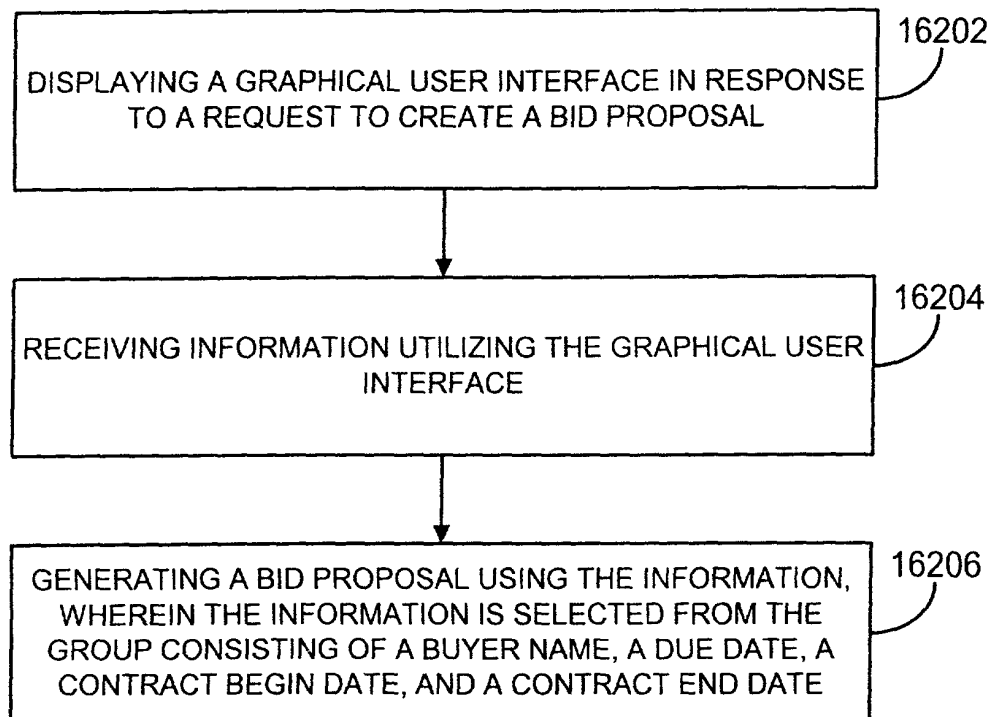 16202
DISPLAYING A GRAPHICAL USER INTERFACE IN RESPONSE
TO A REQUEST TO CREATE A BID PROPOSAL
16204
RECEIVING INFORMATION UTILIZING THE GRAPHICAL USER
INTERFACE
16206
GENERATING A BID PROPOSAL USING THE INFORMATION,
WHEREIN THE INFORMATION IS SELECTED FROM THE
GROUP CONSISTING OF A BUYER NAME, A DUE DATE, A
CONTRACT BEGIN DATE, AND A CONTRACT END DATE